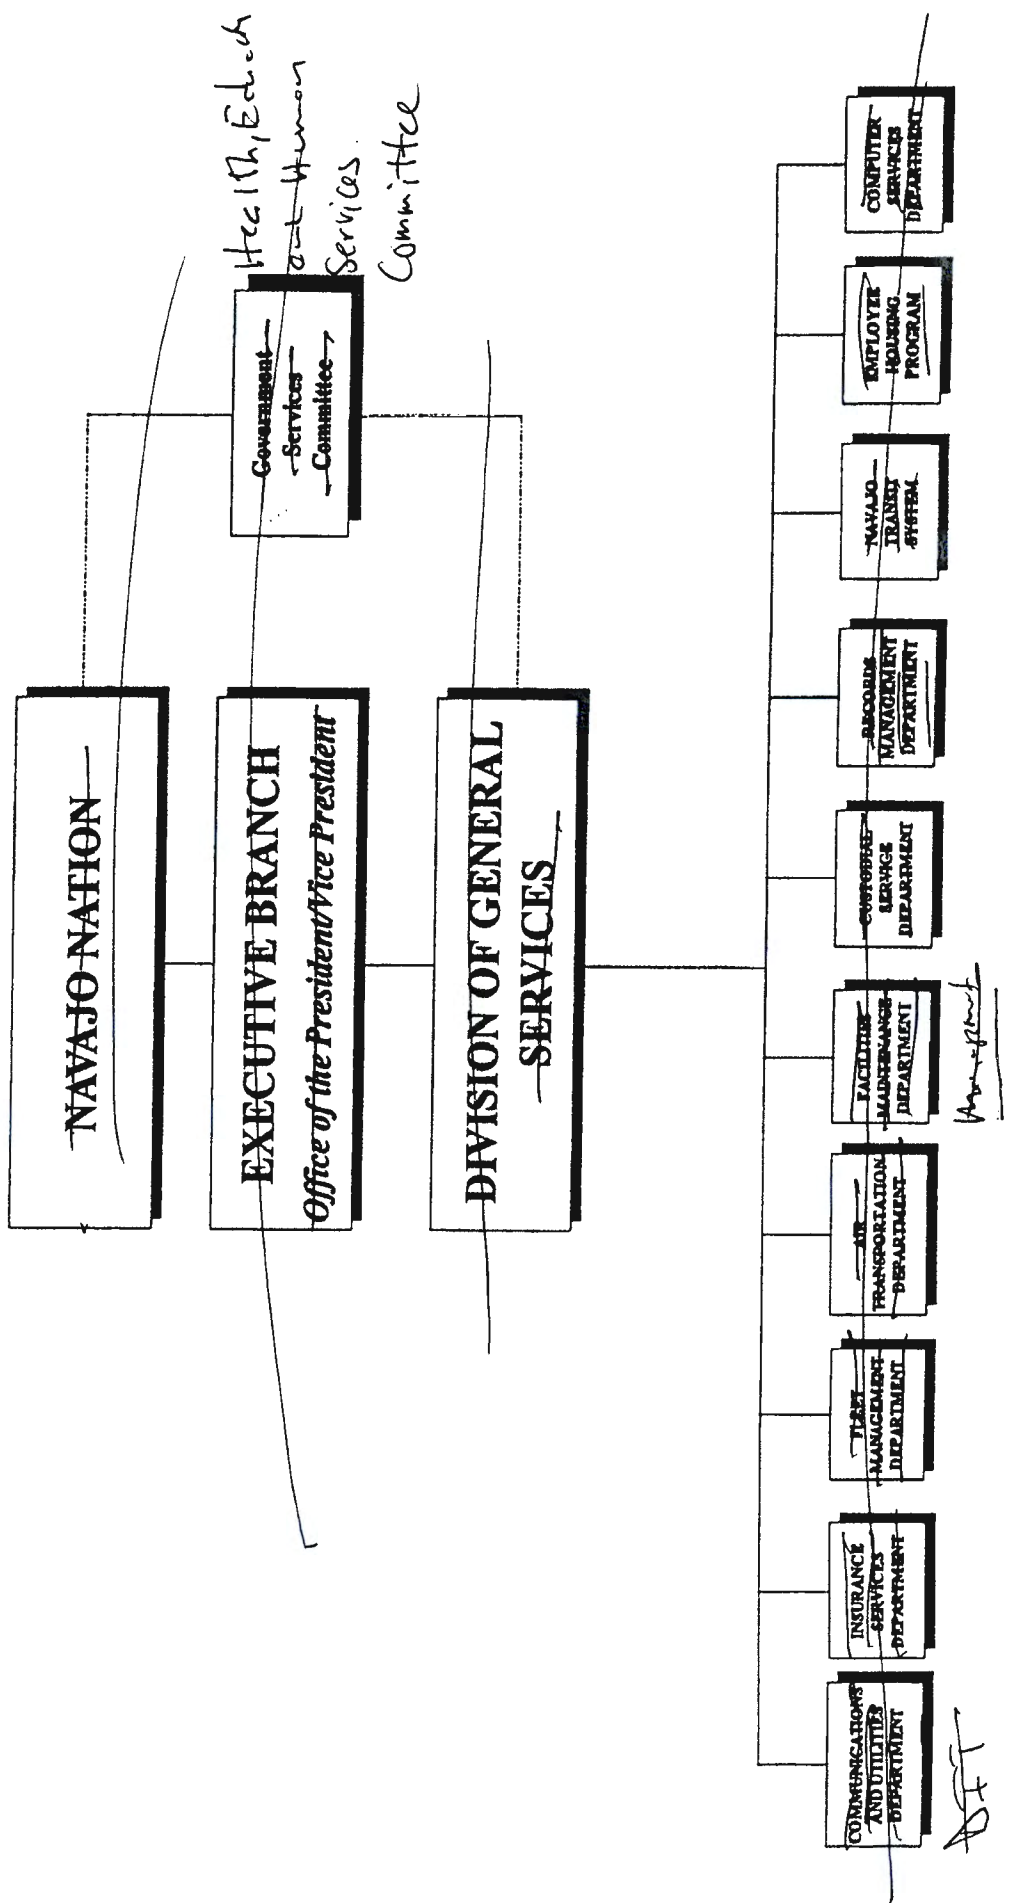 NAVAJO NATION
EXECUTIVE BRANCH
Office of the President/Vice President
DIVISION OF GENERAL
SERVICES
Government
Services
Committee
Health, Educat
and Human
Services.
Committee
COMMUNICATIONS
AND UTILITIES
DEPARTMENT
INSURANCE
SERVICES
DEPARTMENT
FLEET
MANAGEMENT
DEPARTMENT
AIR
TRANSPORTATION
DEPARTMENT
FACILITIES
MAINTENANCE
DEPARTMENT
CUSTODIAL
SERVICE
DEPARTMENT
RECORDS
MANAGEMENT
DEPARTMENT
NAVAJO
TRANSIT
SYSTEM
EMPLOYEE
HOUSING
PROGRAM
COMPUTER
SERVICES
DEPARTMENT